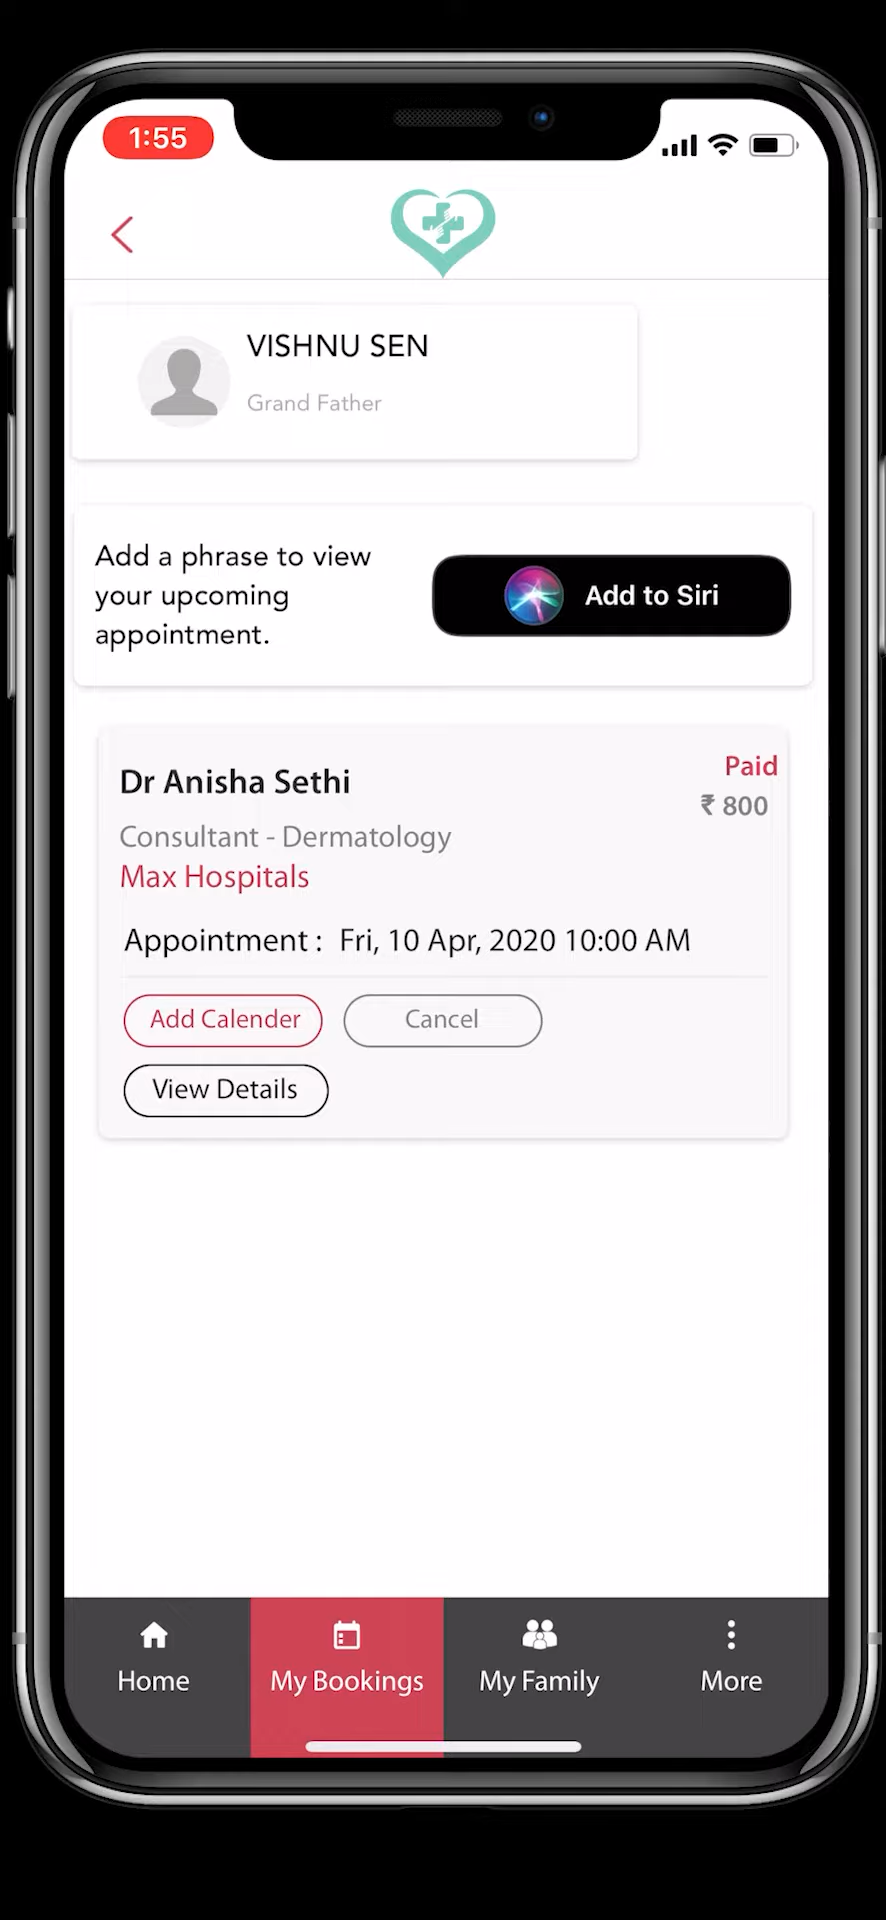 1:55
VISHNU SEN
Grand Father
Add a phrase to view
your upcoming
appointment.
Add to Siri
Dr Anisha Sethi
Paid
₹ 800
Consultant - Dermatology
Max Hospitals
Appointment : Fri, 10 Apr, 2020 10:00 AM
Add Calender
Cancel
View Details
Home
My Bookings
My Family
More